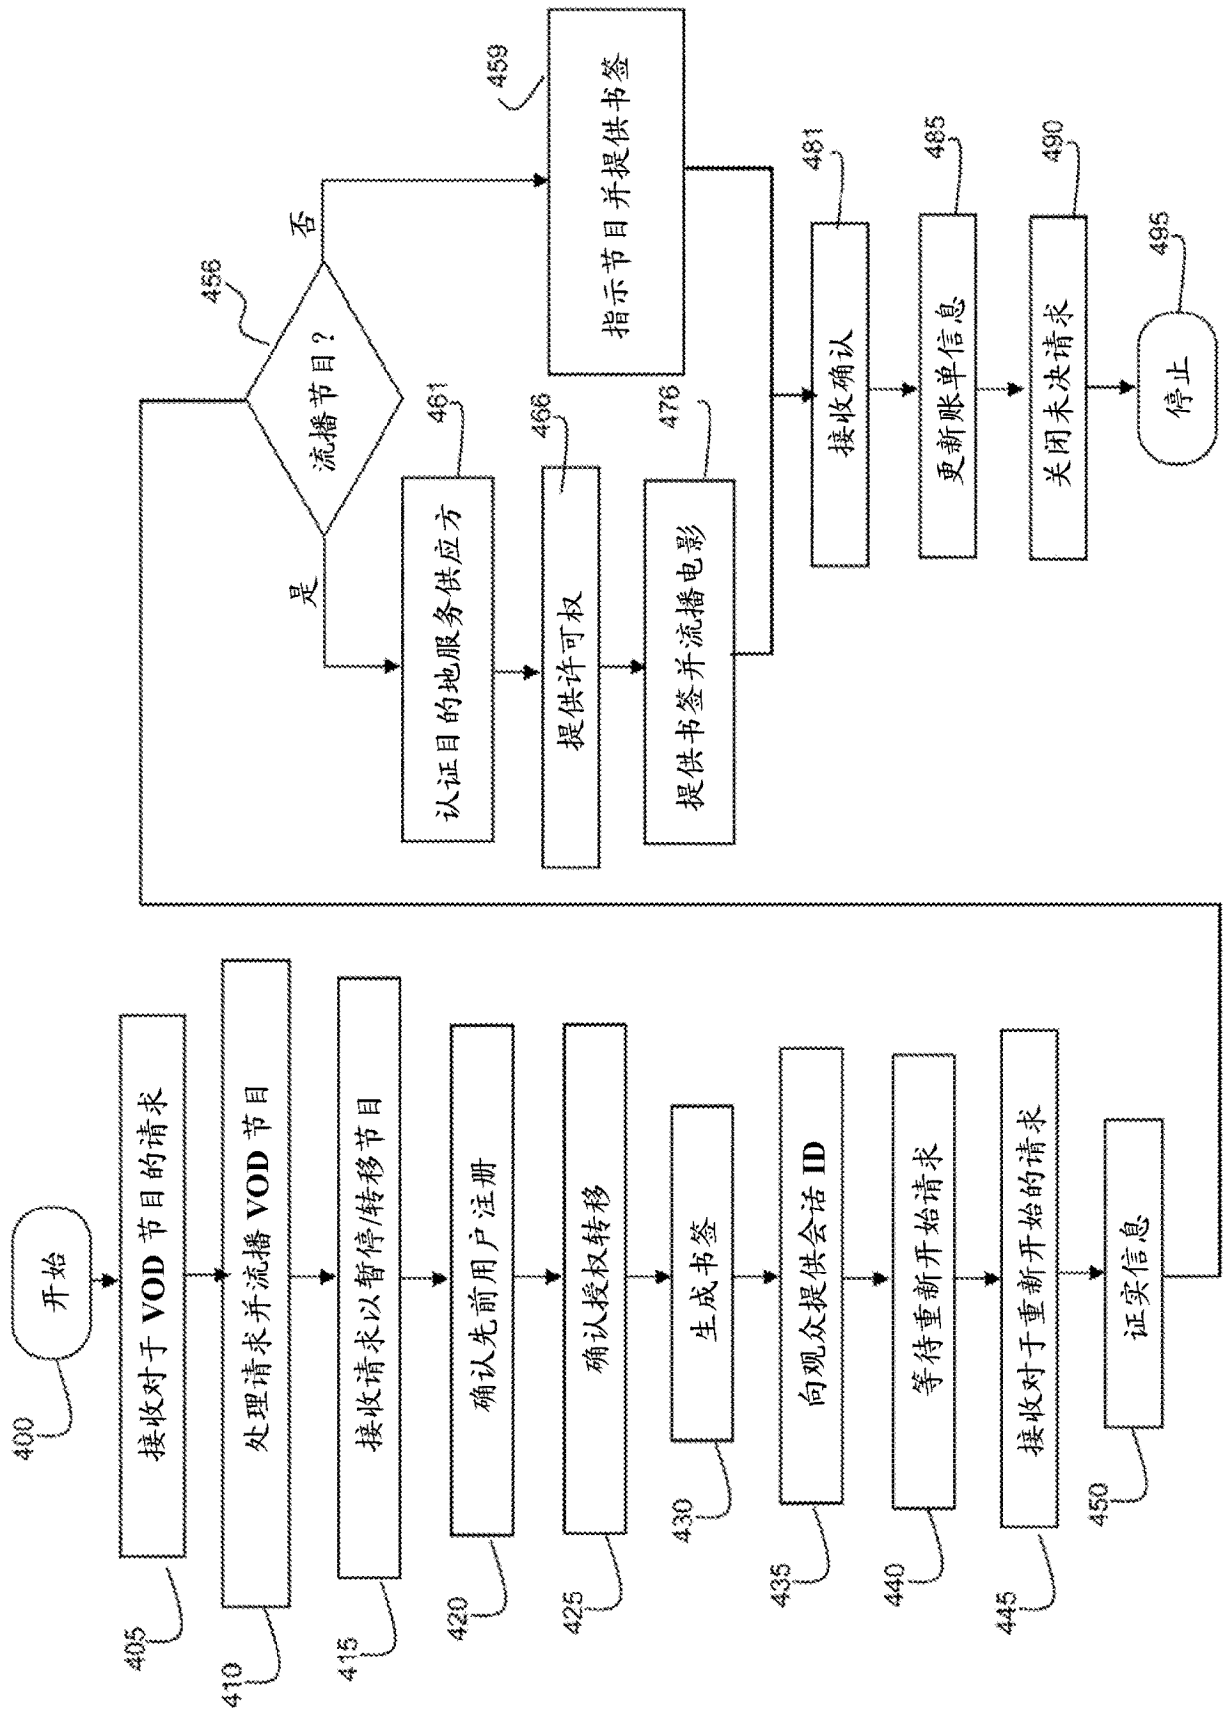 开始
400
接收对于 VOD 节目的请求
405
处理请求并流播 VOD 节目
410
接收请求以暂停/转移节目
415
确认先前用户注册
420
确认授权转移
425
生成书签
430
向观众提供会话 ID
435
等待重新开始请求
440
接收对于重新开始的请求
445
证实信息
450
流播节目?
456
是
否
认证目的地服务供应方
461
提供许可权
466
提供书签并流播电影
476
指示节目并提供书签
459
接收确认
481
更新账单信息
485
关闭未决请求
490
停止
495